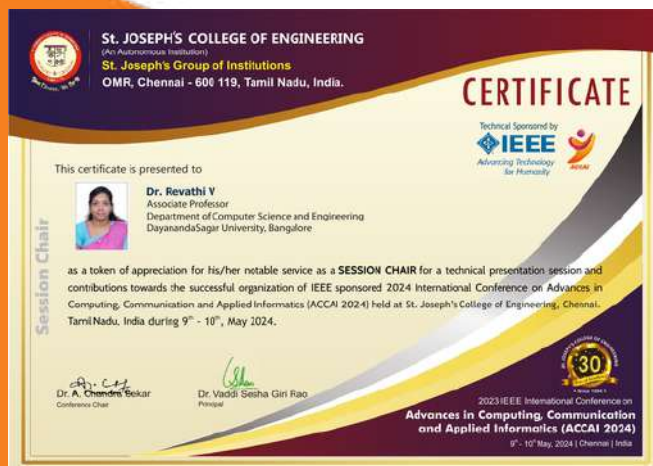 St. JOSEPH'S COLLEGE OF ENGINEERING
(An Autonomous Institution)
St. Joseph's Group of Institutions
OMR, Chennai - 600 119, Tamil Nadu, India.
CERTIFICATE
Technical Sponsored by
IEEE
Advancing Technology
for Humanity
ACCAI
This certificate is presented to
Dr. Revathi V
Associate Professor
Department of Computer Science and Engineering
DayanandaSagar University, Bangalore
Session Chair
as a token of appreciation for his/her notable service as a SESSION CHAIR for a technical presentation session and
contributions towards the successful organization of IEEE sponsored 2024 International Conference on Advances in
Computing, Communication and Applied Informatics (ACCAI 2024) held at St. Joseph's College of Engineering, Chennai,
Tamil Nadu, India during 9th - 10th, May 2024.
Dr. A. Chandra Sekar
Conference Chair
Dr. Vaddi Sesha Giri Rao
Principal
30
2023 IEEE International Conference on
Advances in Computing, Communication
and Applied Informatics (ACCAI 2024)
9th - 10th May, 2024 | Chennai | India